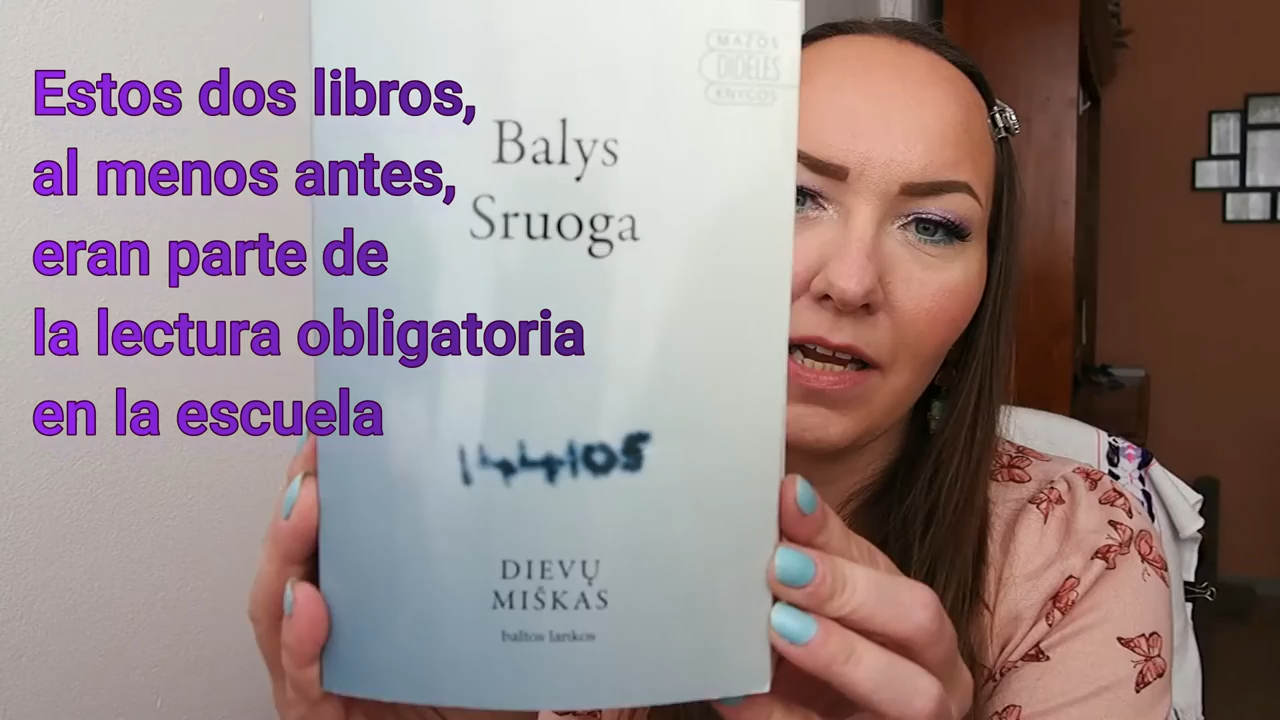 Estos dos libros,
al menos antes,
eran parte de
la lectura obligatoria
en la escuela
MAŽOS
DIDELĖS
KNYGOS
Balys
Sruoga
144105
DIEVŲ
MIŠKAS
baltos lankos